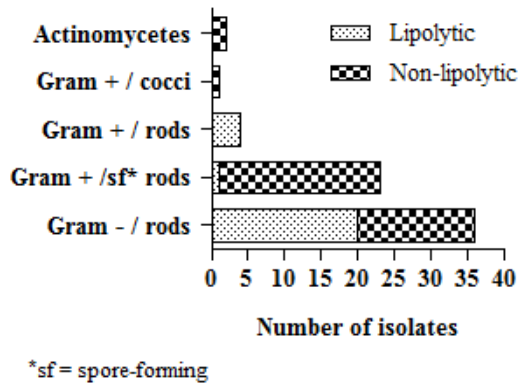 Actinomycetes
Gram + / cocci
Gram + / rods
Gram + /sf* rods
Gram - / rods
Lipolytic
Non-lipolytic
0 5 10 15 20 25 30 35 40
Number of isolates
*sf = spore-forming